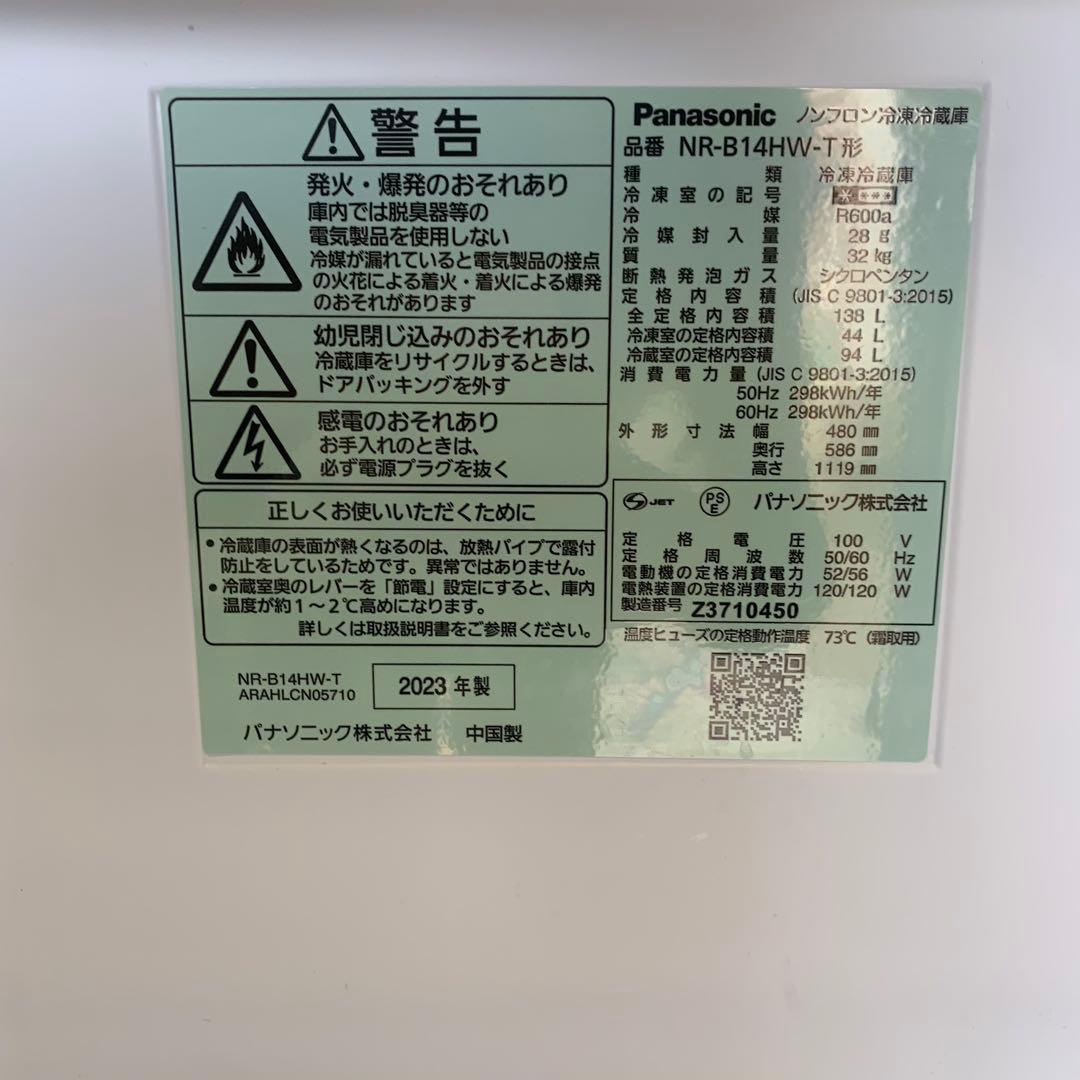 警告
発火・爆発のおそれあり
庫内では脱臭器等の
電気製品を使用しない
冷媒が漏れていると電気製品の接点
の火花による着火・着火による爆発
のおそれがあります
幼児閉じ込みのおそれあり
冷蔵庫をリサイクルするときは、
ドアパッキングを外す
感電のおそれあり
お手入れのときは、
必ず電源プラグを抜く
正しくお使いいただくために
•冷蔵庫の表面が熱くなるのは、放熱パイプで露付
防止をしているためです。異常ではありません。
•冷蔵室奥のレバーを「節電」設定にすると、庫内
温度が約1～2℃高めになります。
詳しくは取扱説明書をご参照ください。
NR-B14HW-T
ARAHLCN05710
2023年製
パナソニック株式会社 中国製
Panasonic ノンフロン冷凍冷蔵庫
品番 NR-B14HW-T形
種類 冷凍冷蔵庫
冷凍室の記号 ****
冷媒 R600a
冷媒封入量 28 g
質量 32 kg
断熱発泡ガス シクロペンタン
定格内容積 (JIS C 9801-3:2015)
全定格内容積 138 L
冷凍室の定格内容積 44 L
冷蔵室の定格内容積 94 L
消費電力量 (JIS C 9801-3:2015)
50Hz 298kWh/年
60Hz 298kWh/年
外形寸法 幅 480 mm
奥行 586 mm
高さ 1119 mm
S JET PSE パナソニック株式会社
定格電圧 100 V
定格周波数 50/60 Hz
電動機の定格消費電力 52/56 W
電熱装置の定格消費電力 120/120 W
製造番号 Z3710450
温度ヒューズの定格動作温度 73℃ (霜取用)